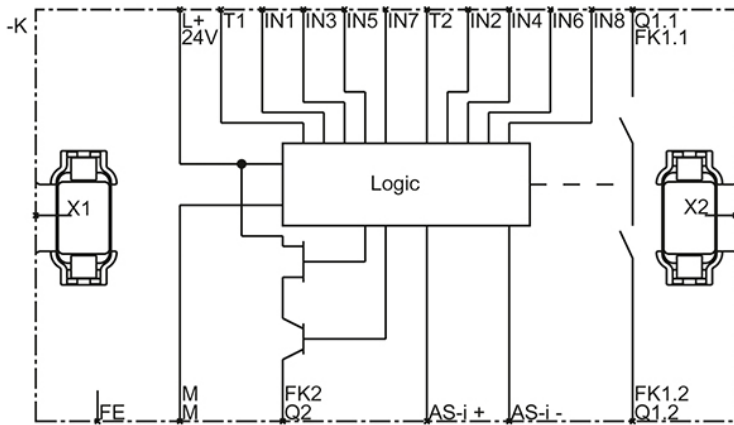 -K
L+ T1 IN1 IN3 IN5 IN7 T2 IN2 IN4 IN6 IN8 Q1.1
24V FK1.1
Logic
X1 X2
M FK2 FK1.2
FE M Q2 AS-i + AS-i - Q1.2